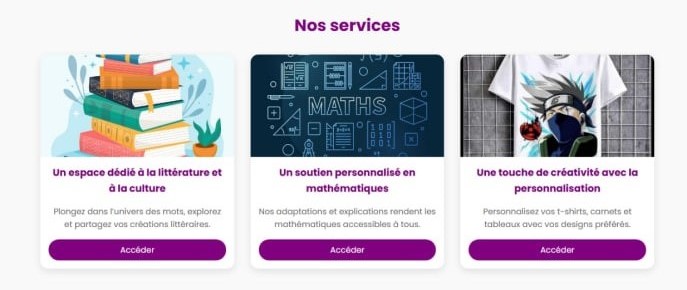 Nos services
MATHS
Un espace dédié à la littérature et
à la culture
Plongez dans l'univers des mots, explorez
et partagez vos créations littéraires.
Accéder
Un soutien personnalisé en
mathématiques
Nos adaptations et explications rendent les
mathématiques accessibles à tous.
Accéder
Une touche de créativité avec la
personnalisation
Personnalisez vos t-shirts, carnets et
tableaux avec vos designs préférés.
Accéder